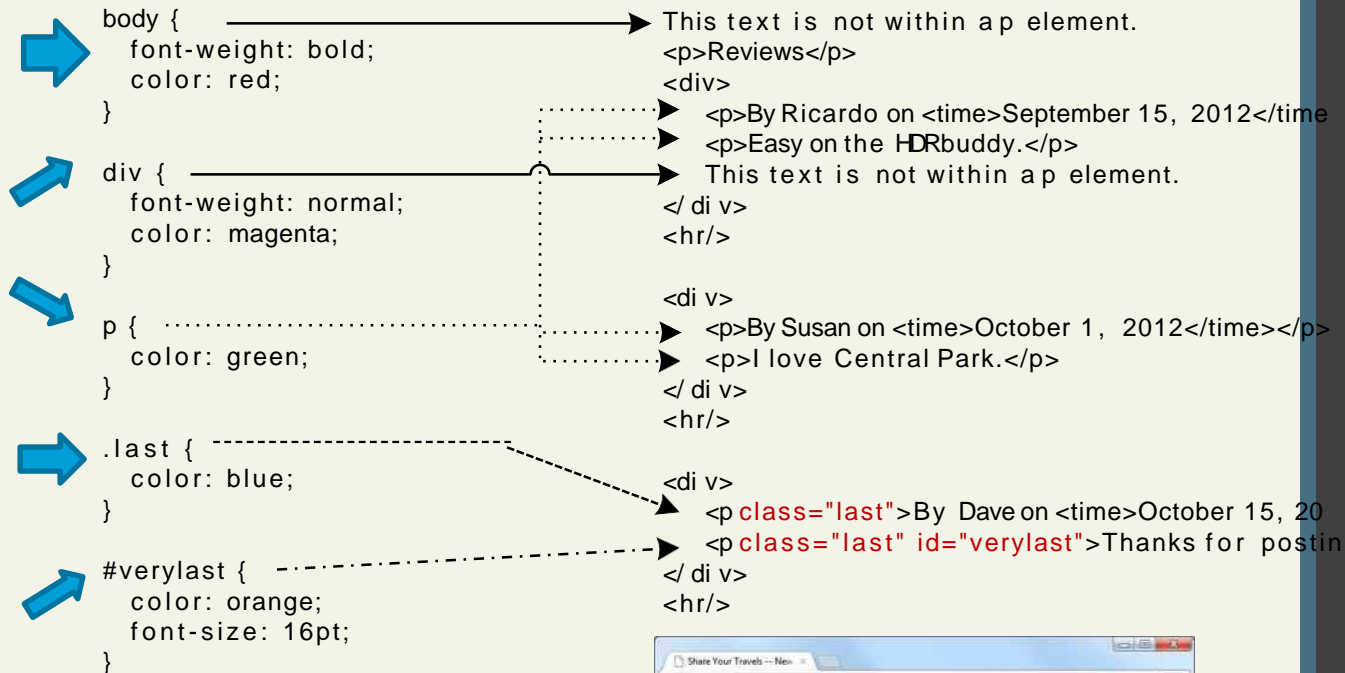 body {
font-weight: bold;
color: red;
}
div {
font-weight: normal;
color: magenta;
}
p {
color: green;
}
.last {
color: blue;
}
#verylast {
color: orange;
font-size: 16pt;
}
This text is not within a p element.
<p>Reviews</p>
<div>
<p>By Ricardo on <time>September 15, 2012</time
<p>Easy on the HDRbuddy.</p>
This text is not within a p element.
</div>
<hr/>
<div>
<p>By Susan on <time>October 1, 2012</time></p>
<p>I love Central Park.</p>
</div>
<hr/>
<div>
<p class="last">By Dave on <time>October 15, 20
<p class="last" id="verylast">Thanks for postin
</div>
<hr/>
Share Your Travels -- New